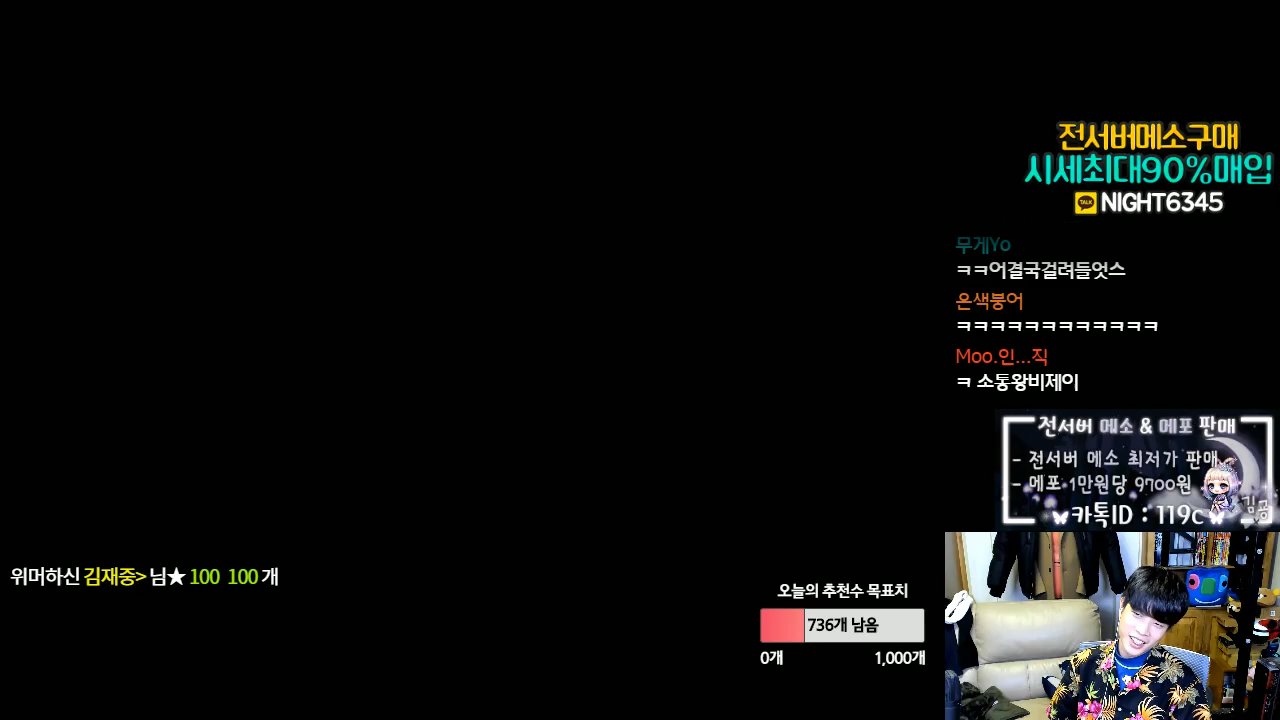 전서버메소구매
시세최대90%매입
TALK NIGHT6345
무게Yo
ㅋㅋ어결국걸려들엇스
은색붕어
ㅋㅋㅋㅋㅋㅋㅋㅋㅋㅋㅋㅋ
Moo.인...직
ㅋ 소통왕비제이
전서버 메소 & 메포 판매
- 전서버 메소 최저가 판매
- 메포 1만원당 9700원
카톡ID : 119c
김콩
위머하신 김재중> 님★ 100 100 개
오늘의 추천수 목표치
736개 남음
0개 1,000개